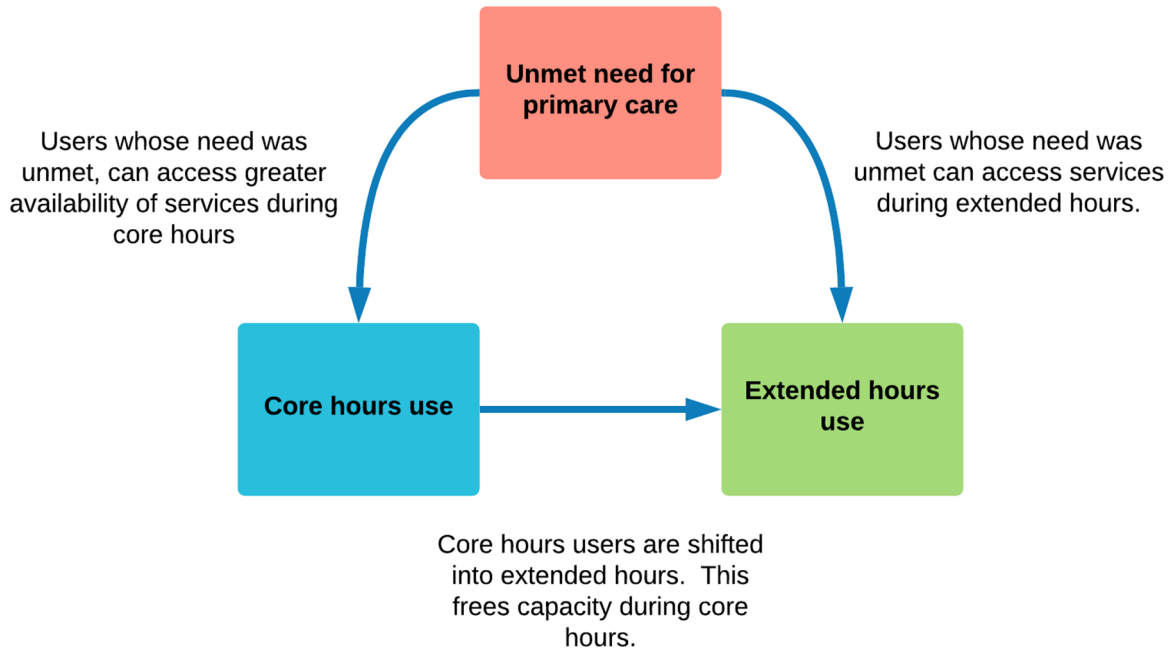 Unmet need for
primary care
Users whose need was
unmet, can access greater
availability of services during
core hours
Users whose need was
unmet can access services
during extended hours.
Core hours use
Extended hours
use
Core hours users are shifted
into extended hours.  This
frees capacity during core
hours.